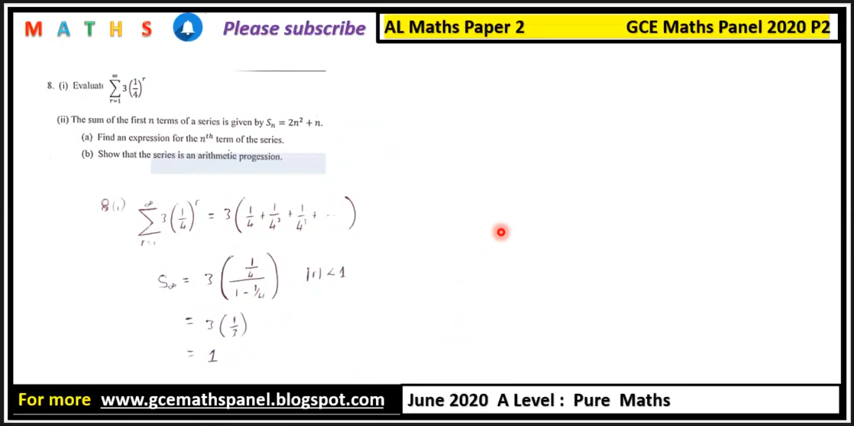 M A T H S Please subscribe
AL Maths Paper 2 GCE Maths Panel 2020 P2
8. (i) Evaluate ∑_{r=1}^{∞} 3(1/4)^r
(ii) The sum of the first n terms of a series is given by Sₙ = 2n² + n.
(a) Find an expression for the nᵗʰ term of the series.
(b) Show that the series is an arithmetic progession.
8(i) ∑_{r=1}^{∞} 3(1/4)^r = 3(1/4 + 1/4² + 1/4³ + ...)
S∞ = 3((1/4)/(1 - 1/4)) |r| < 1
= 3(1/3)
= 1
For more www.gcemathspanel.blogspot.com
June 2020 A Level : Pure Maths